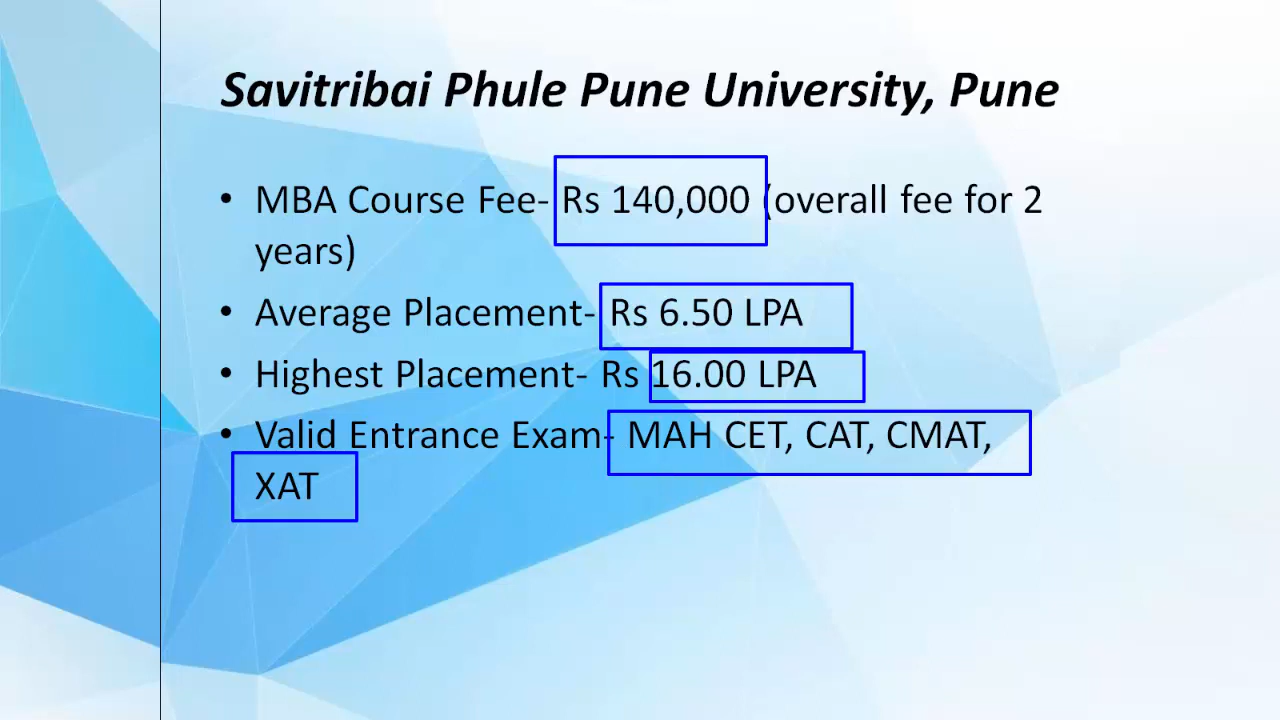 Savitribai Phule Pune University, Pune
• MBA Course Fee- Rs 140,000 (overall fee for 2
years)
• Average Placement- Rs 6.50 LPA
• Highest Placement- Rs 16.00 LPA
• Valid Entrance Exam- MAH CET, CAT, CMAT,
XAT